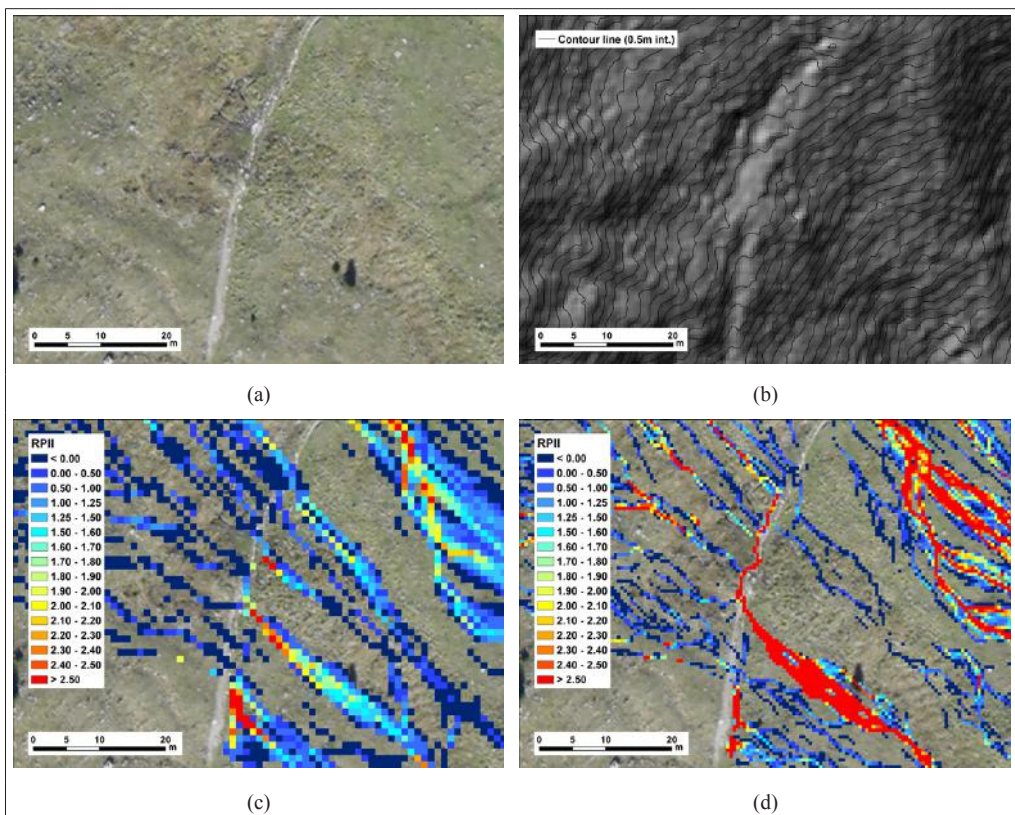 Contour line (0.5m int.)
0 5 10 20
m
0 5 10 20
m
(a)
(b)
RPII
< 0.00
0.00 - 0.50
0.50 - 1.00
1.00 - 1.25
1.25 - 1.50
1.50 - 1.60
1.60 - 1.70
1.70 - 1.80
1.80 - 1.90
1.90 - 2.00
2.00 - 2.10
2.10 - 2.20
2.20 - 2.30
2.30 - 2.40
2.40 - 2.50
> 2.50
0 5 10 20
m
RPII
< 0.00
0.00 - 0.50
0.50 - 1.00
1.00 - 1.25
1.25 - 1.50
1.50 - 1.60
1.60 - 1.70
1.70 - 1.80
1.80 - 1.90
1.90 - 2.00
2.00 - 2.10
2.10 - 2.20
2.20 - 2.30
2.30 - 2.40
2.40 - 2.50
> 2.50
0 5 10 20
m
(c)
(d)